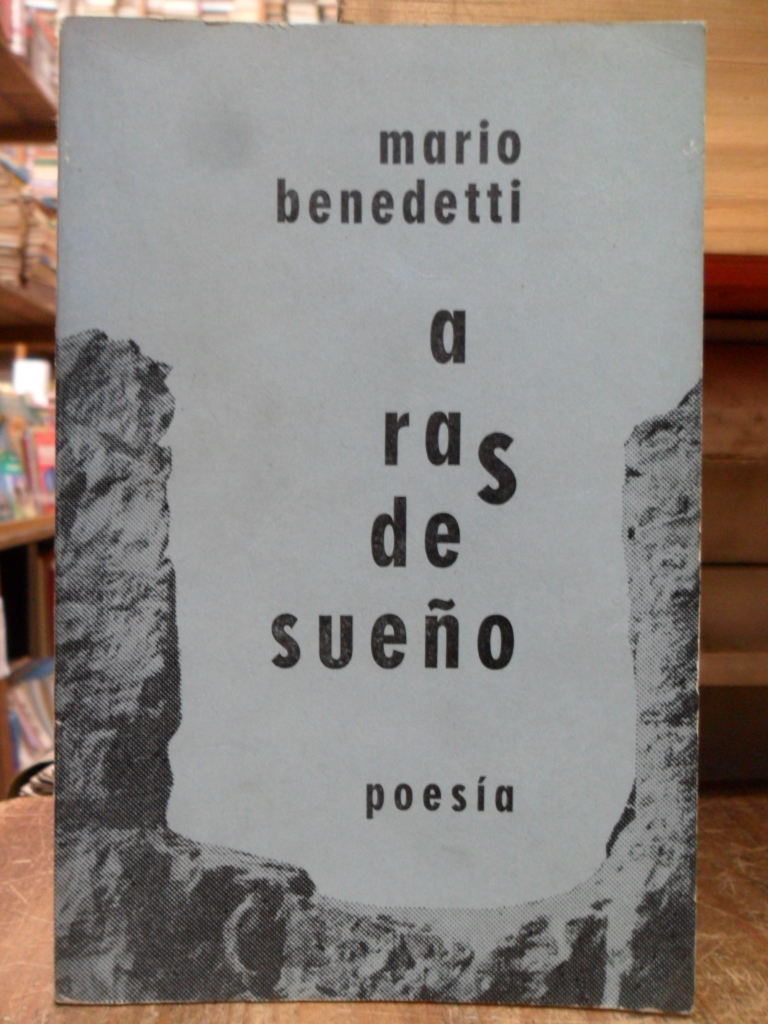 mario
benedetti
a
ras
de
sueño
poesía